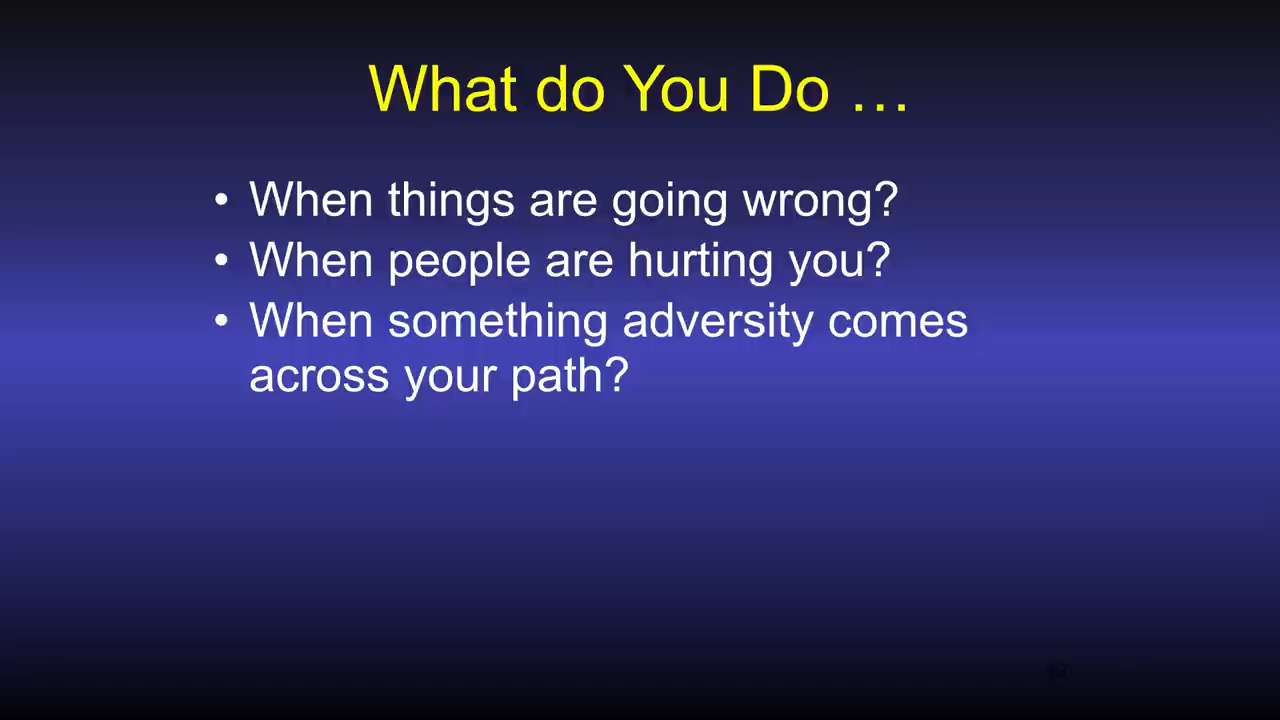 What do You Do …
• When things are going wrong?
• When people are hurting you?
• When something adversity comes
across your path?